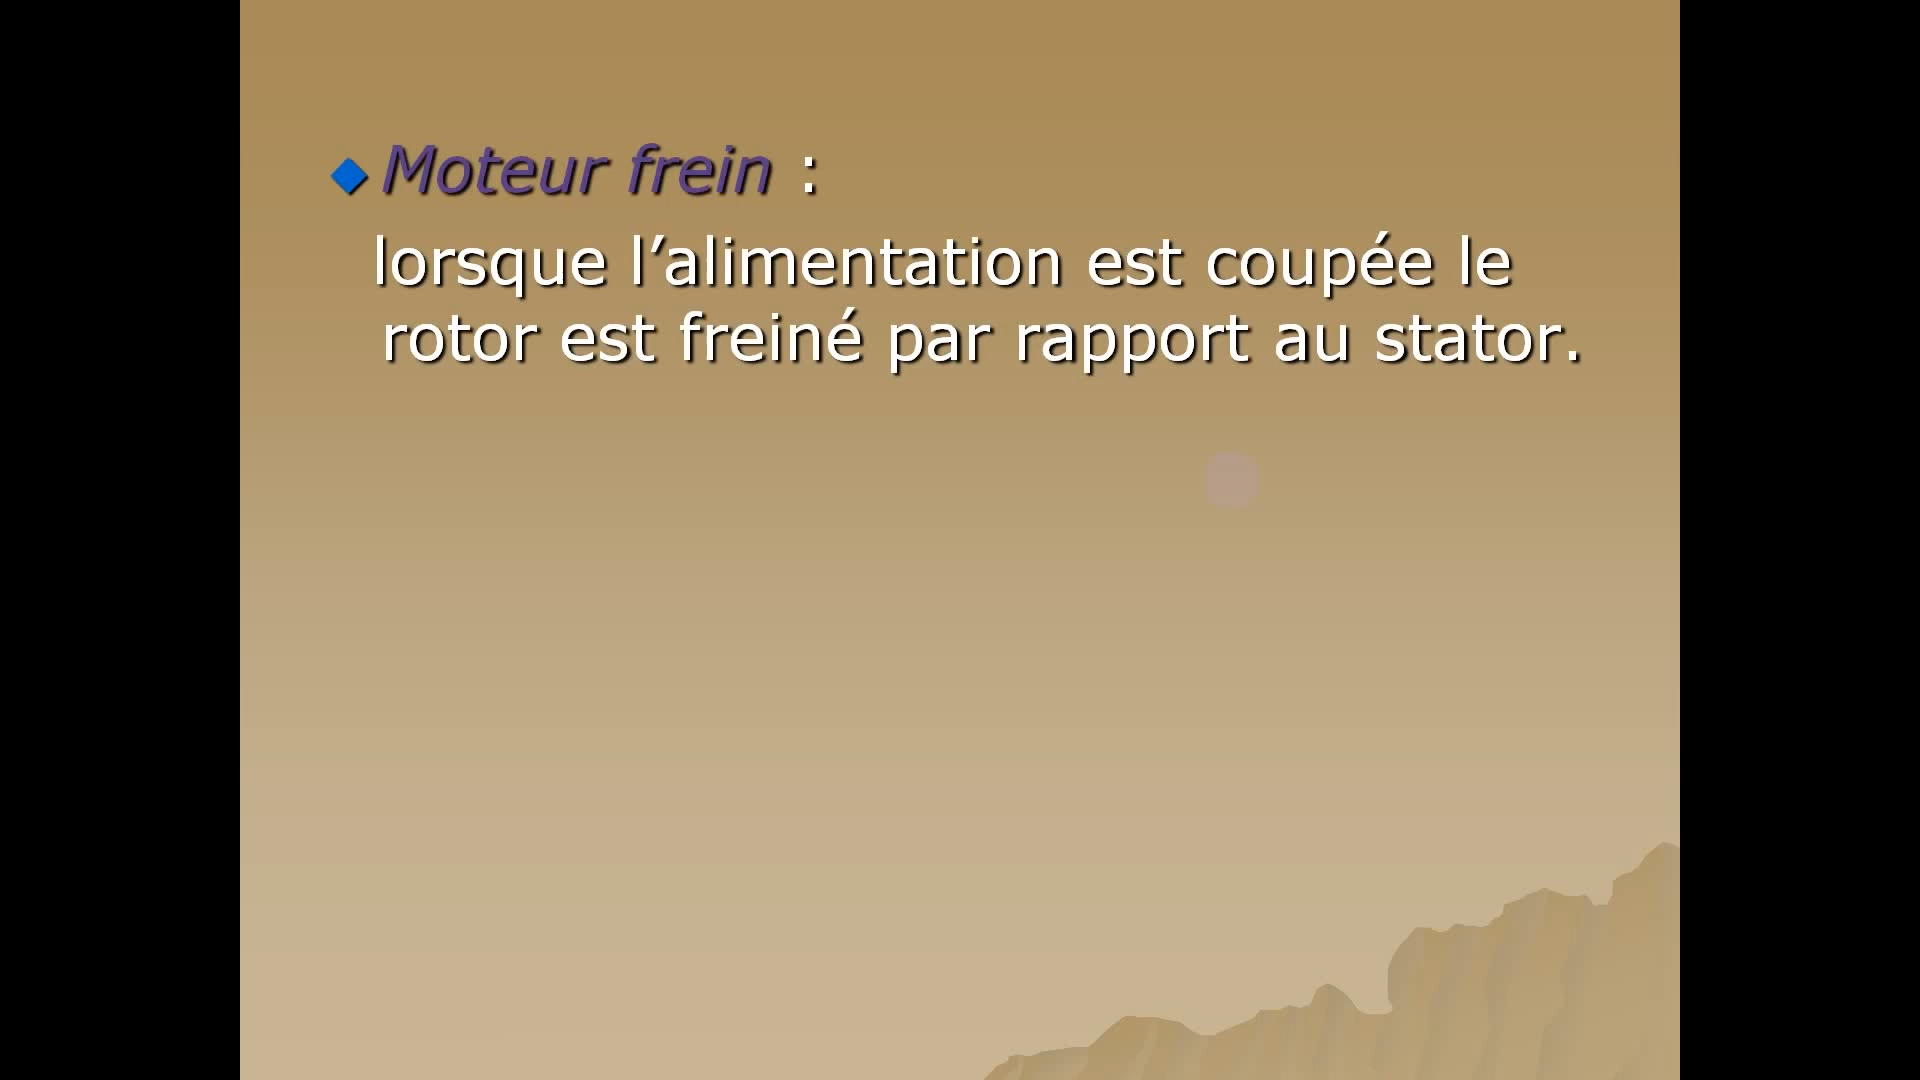 Moteur frein :
lorsque l’alimentation est coupée le
rotor est freiné par rapport au stator.